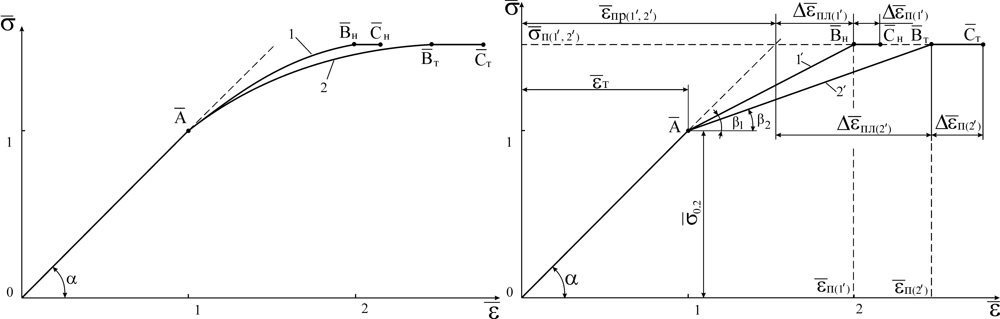 σ̅
1
B̅н
C̅н
B̅т
C̅т
2
A̅
1
α
0
1
2
ε̅
σ̅
ε̅пр(1′, 2′)
Δε̅пл(1′)
Δε̅п(1′)
σ̅п(1′, 2′)
B̅н
C̅н
B̅т
C̅т
1′
ε̅т
2′
A̅
β1
β2
Δε̅пл(2′)
Δε̅п(2′)
1
σ̅0.2
α
ε̅п(1′)
ε̅п(2′)
0
1
2
ε̅